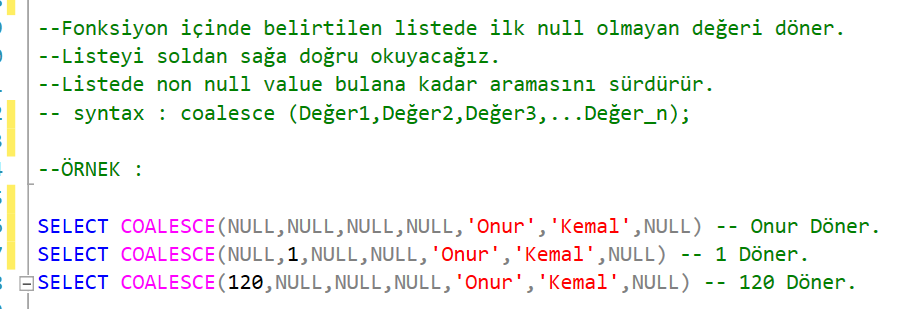 --Fonksiyon içinde belirtilen listede ilk null olmayan değeri döner.
--Listeyi soldan sağa doğru okuyacağız.
--Listede non null value bulana kadar aramasını sürdürür.
-- syntax : coalesce (Değer1,Değer2,Değer3,...Değer_n);
--ÖRNEK :
SELECT COALESCE(NULL,NULL,NULL,NULL,'Onur','Kemal',NULL) -- Onur Döner.
SELECT COALESCE(NULL,1,NULL,NULL,'Onur','Kemal',NULL) -- 1 Döner.
SELECT COALESCE(120,NULL,NULL,NULL,'Onur','Kemal',NULL) -- 120 Döner.